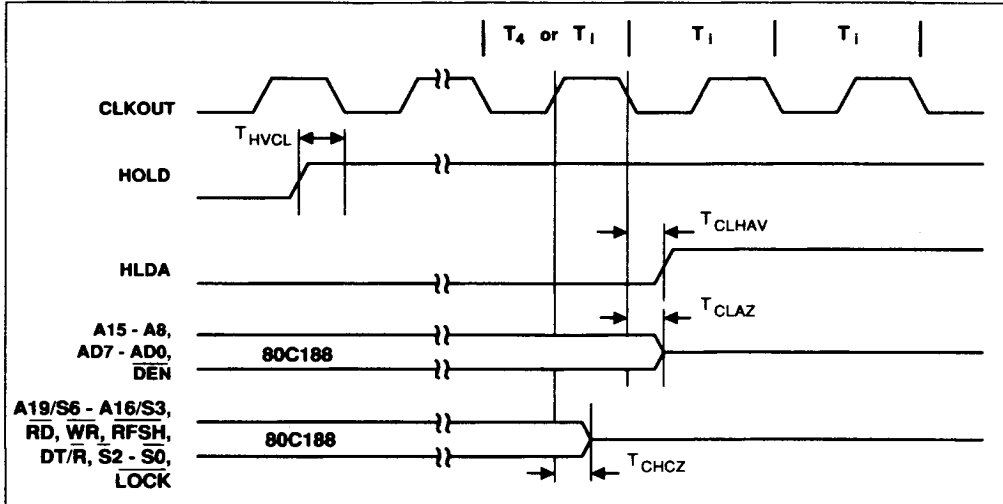 T4 or Ti
Ti
Ti
CLKOUT
THVCL
HOLD
TCLHAV
HLDA
TCLAZ
A15 - A8,
AD7 - AD0,
DEN
80C188
A19/S6 - A16/S3,
RD, WR, RFSH,
DT/R, S2 - S0,
LOCK
80C188
TCHCZ